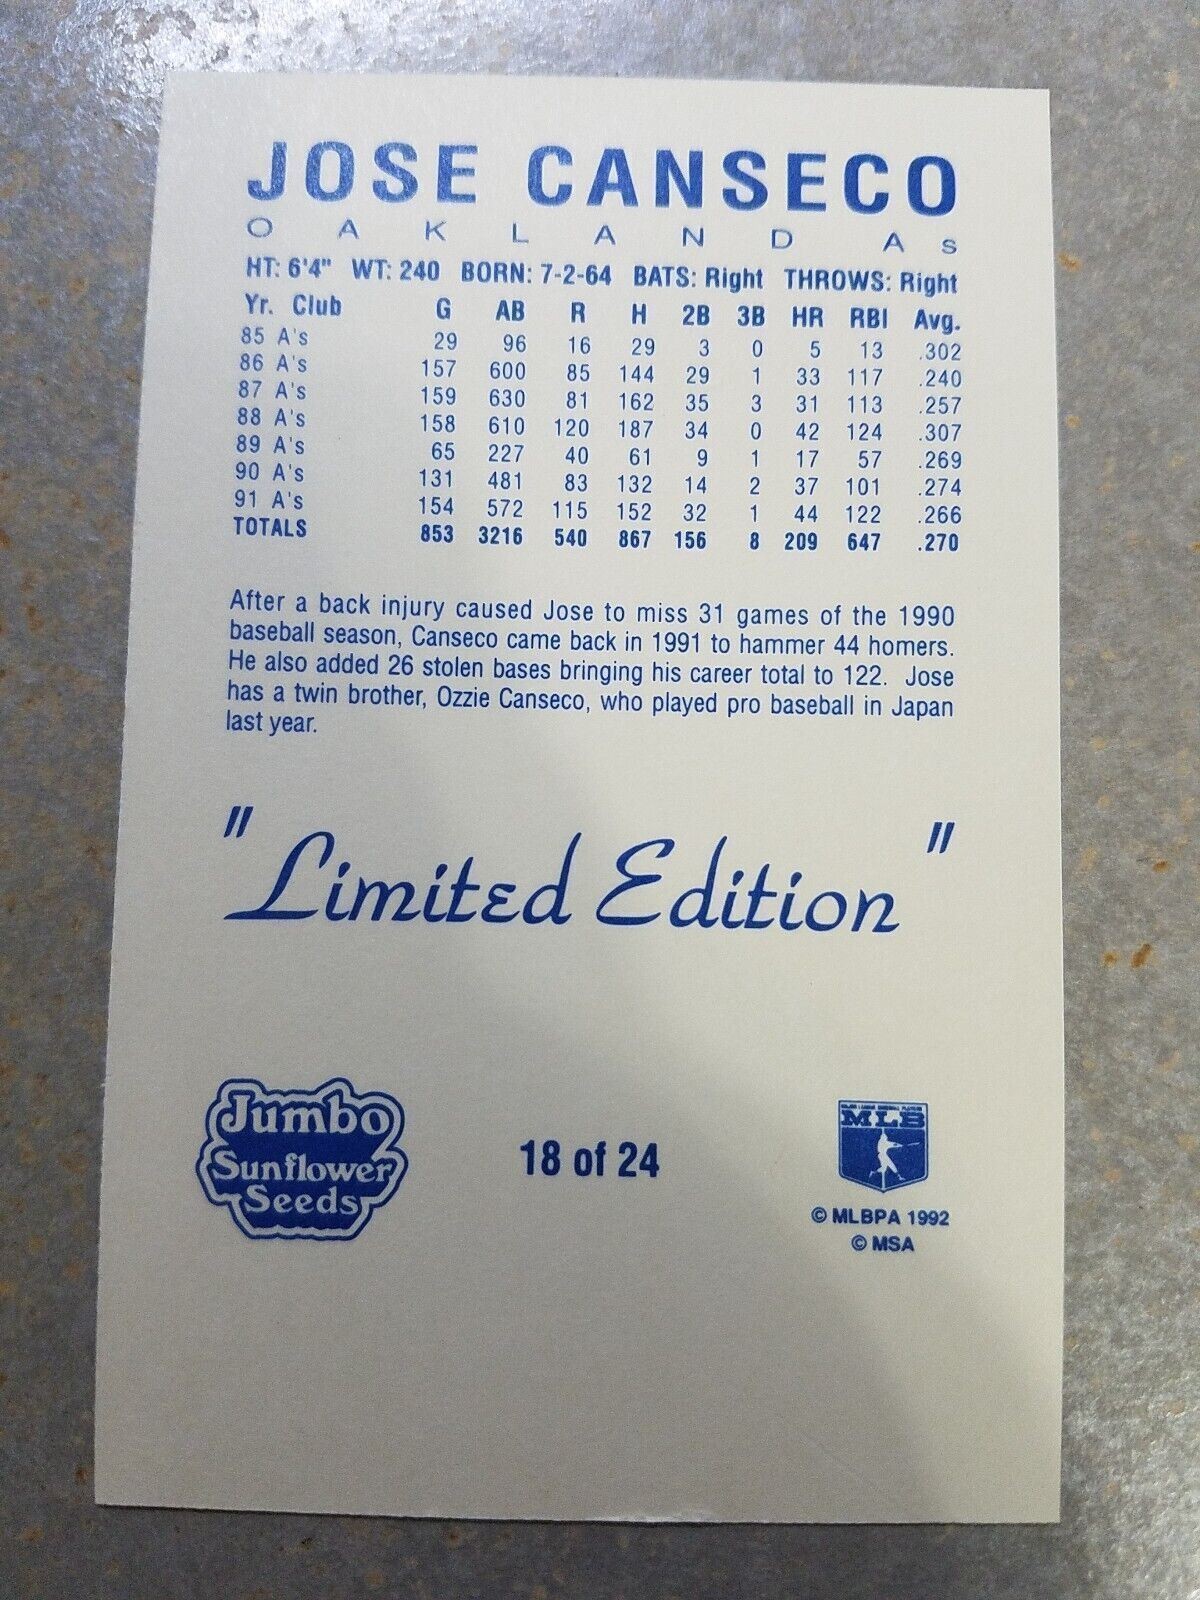 JOSE CANSECO
OAKLAND As
HT: 6'4" WT: 240 BORN: 7-2-64 BATS: Right THROWS: Right
Yr. Club G AB R H 2B 3B HR RBI Avg.
85 A's 29 96 16 29 3 0 5 13 .302
86 A's 157 600 85 144 29 1 33 117 .240
87 A's 159 630 81 162 35 3 31 113 .257
88 A's 158 610 120 187 34 0 42 124 .307
89 A's 65 227 40 61 9 1 17 57 .269
90 A's 131 481 83 132 14 2 37 101 .274
91 A's 154 572 115 152 32 1 44 122 .266
TOTALS 853 3216 540 867 156 8 209 647 .270
After a back injury caused Jose to miss 31 games of the 1990
baseball season, Canseco came back in 1991 to hammer 44 homers.
He also added 26 stolen bases bringing his career total to 122. Jose
has a twin brother, Ozzie Canseco, who played pro baseball in Japan
last year.
"Limited Edition"
Jumbo
Sunflower
Seeds
18 of 24
MAJOR LEAGUE BASEBALL PLAYERS
MLB
© MLBPA 1992
© MSA